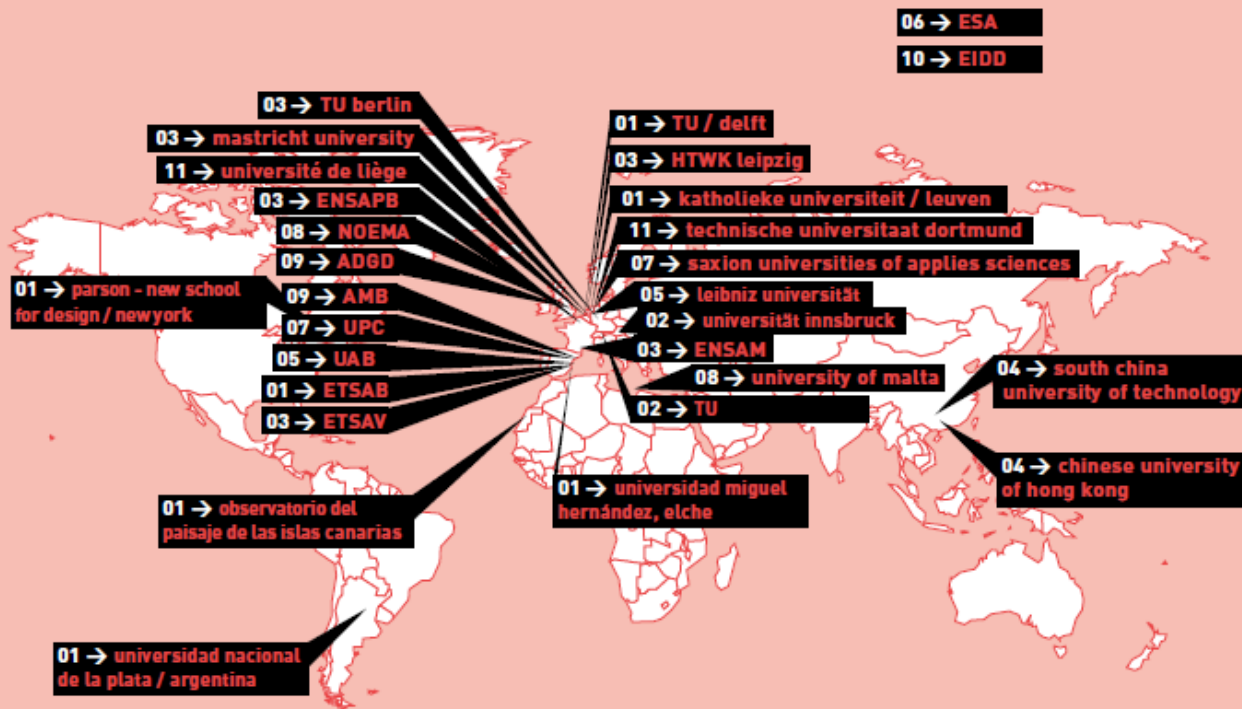 06 → ESA
10 → EIDD
03 → TU berlin
03 → mastricht university
11 → université de liège
03 → ENSAPB
08 → NOEMA
09 → ADGD
01 → parson - new school
for design / newyork
09 → AMB
07 → UPC
05 → UAB
01 → ETSAB
03 → ETSAV
01 → TU / delft
03 → HTWK leipzig
01 → katholieke universiteit / leuven
11 → technische universitaat dortmund
07 → saxion universities of applies sciences
05 → leibniz universität
02 → universität innsbruck
03 → ENSAM
08 → university of malta
02 → TU
04 → south china
university of technology
04 → chinese university
of hong kong
01 → observatorio del
paisaje de las islas canarias
01 → universidad miguel
hernández, elche
01 → universidad nacional
de la plata / argentina